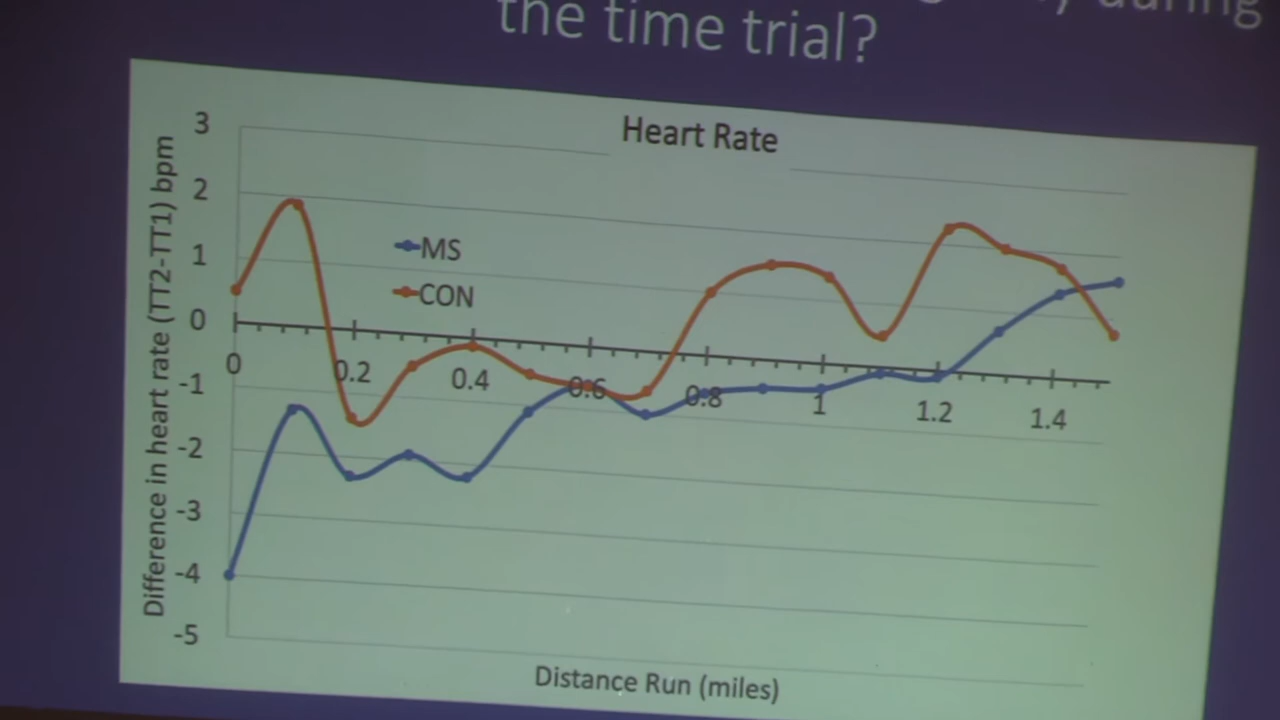 during
the time trial?
Heart Rate
Difference in heart rate (TT2-TT1) bpm
3
2
1
0
-1
-2
-3
-4
-5
MS
CON
0
0.2
0.4
0.6
0.8
1
1.2
1.4
Distance Run (miles)